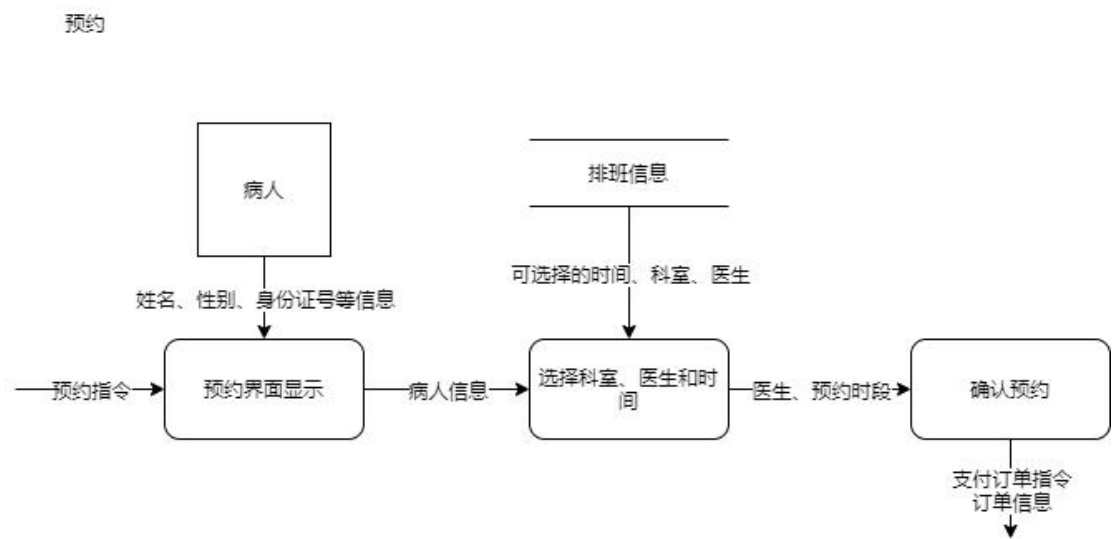 预约
病人
排班信息
可选择的时间、科室、医生
姓名、性别、身份证号等信息
预约指令
预约界面显示
病人信息
选择科室、医生和时
间
医生、预约时段
确认预约
支付订单指令
订单信息